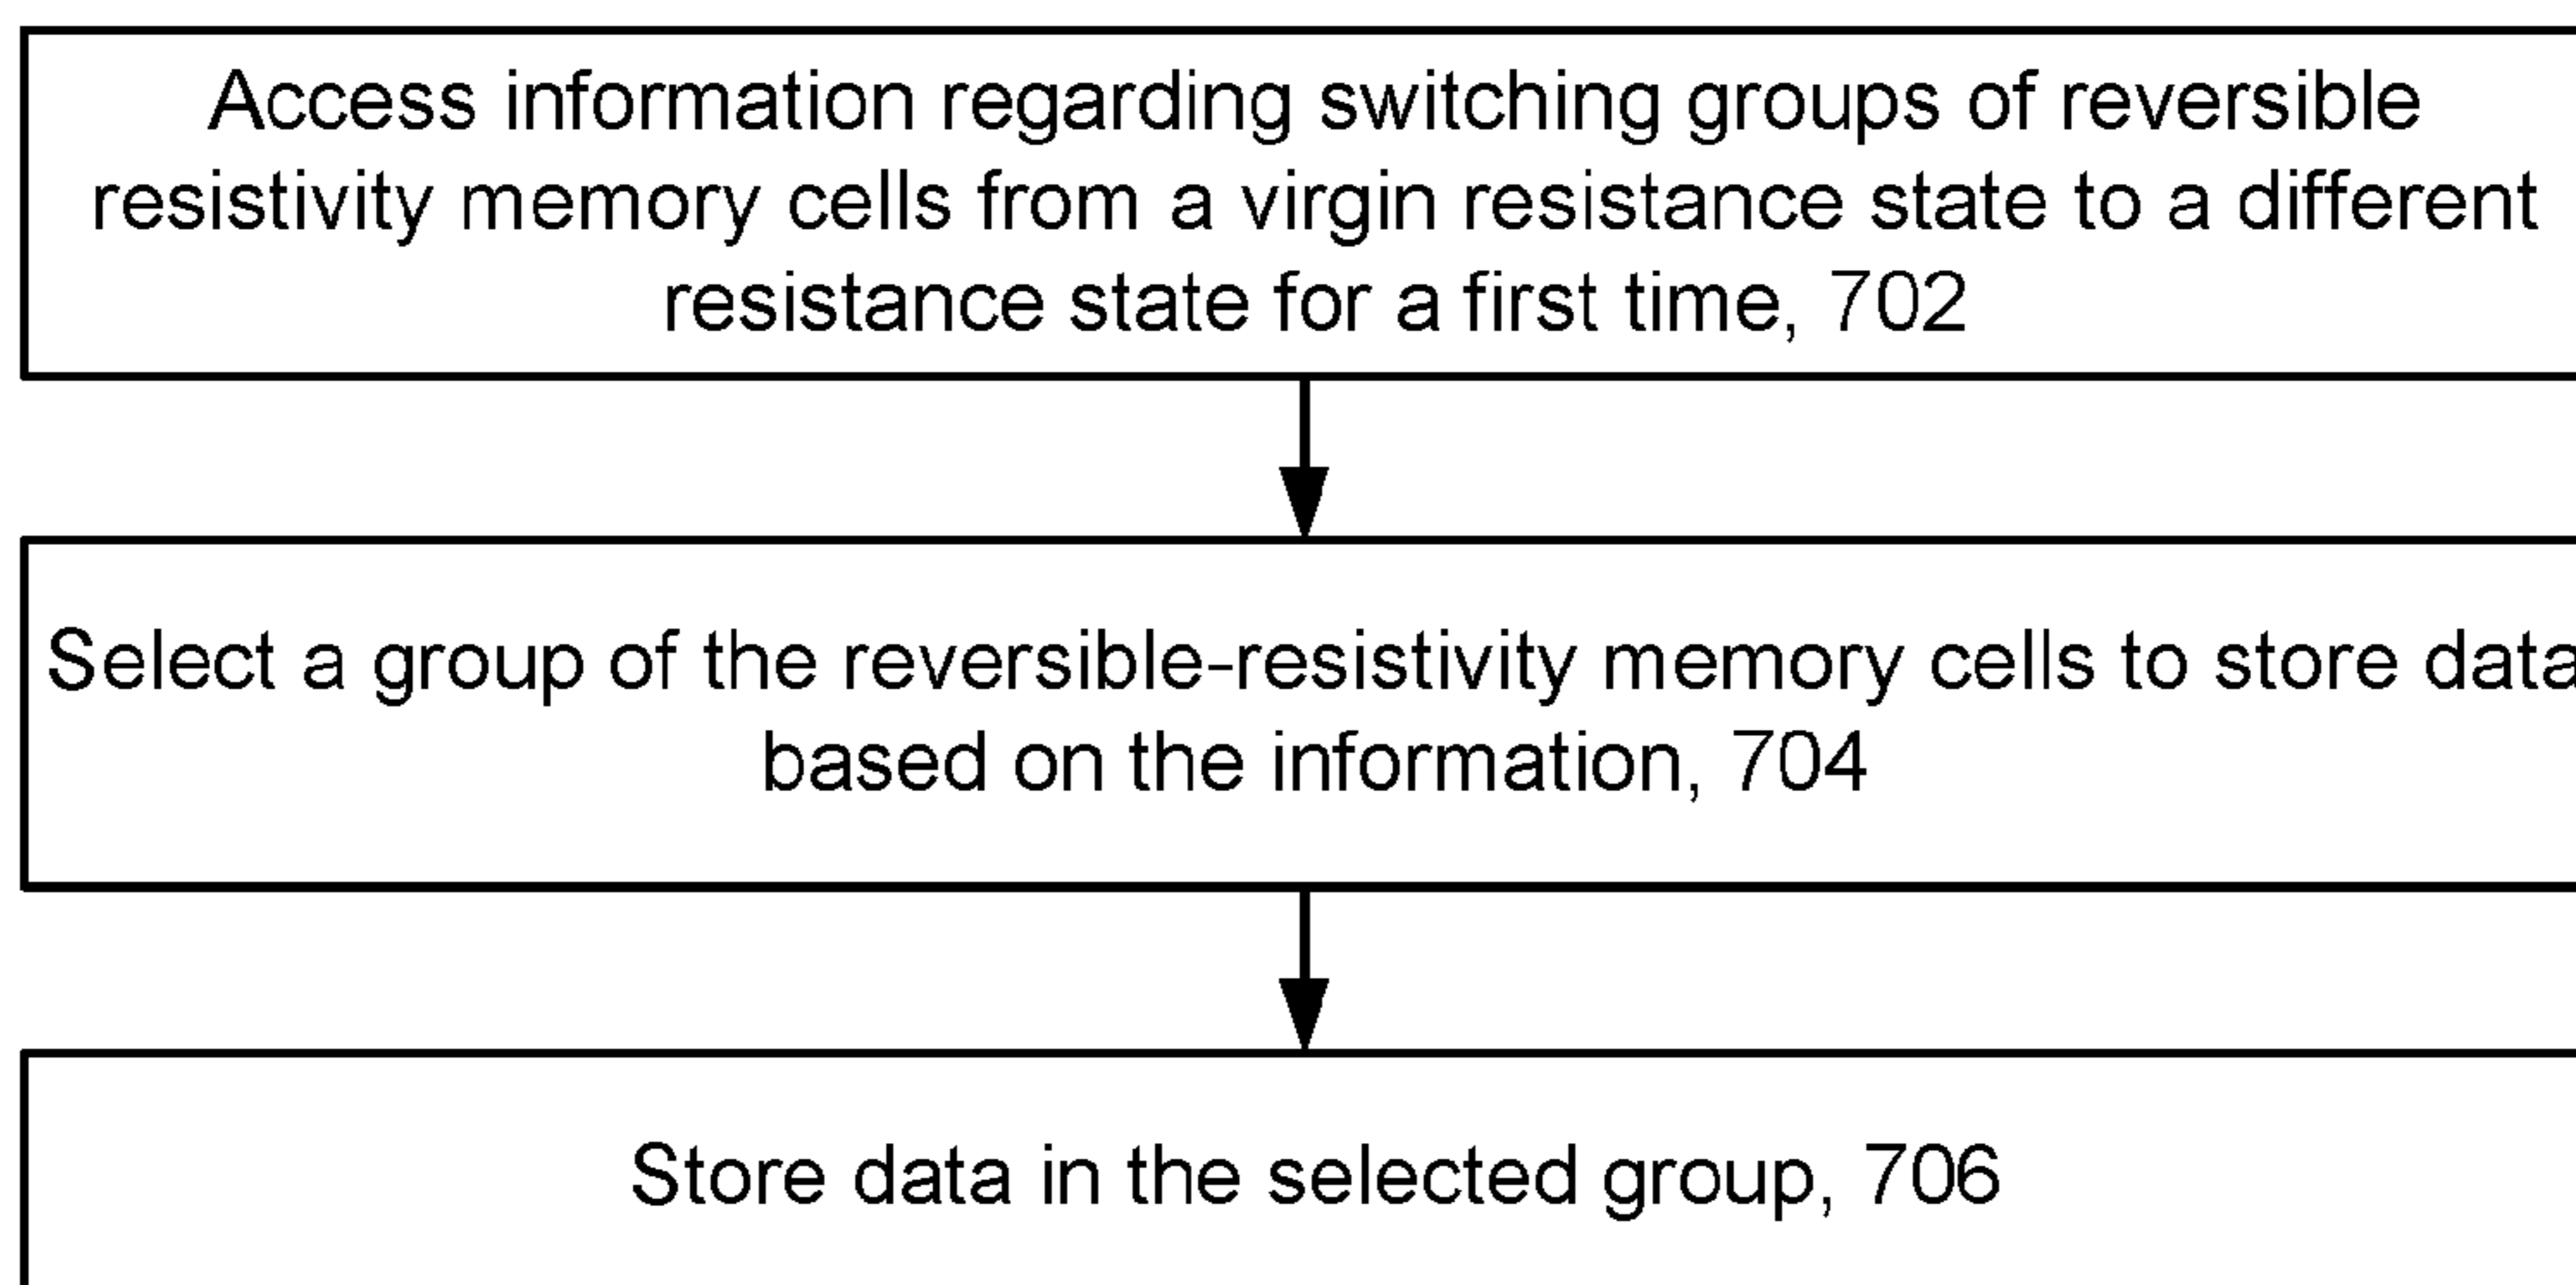 Access information regarding switching groups of reversible
resistivity memory cells from a virgin resistance state to a different
resistance state for a first time, 702
Select a group of the reversible-resistivity memory cells to store data
based on the information, 704
Store data in the selected group, 706